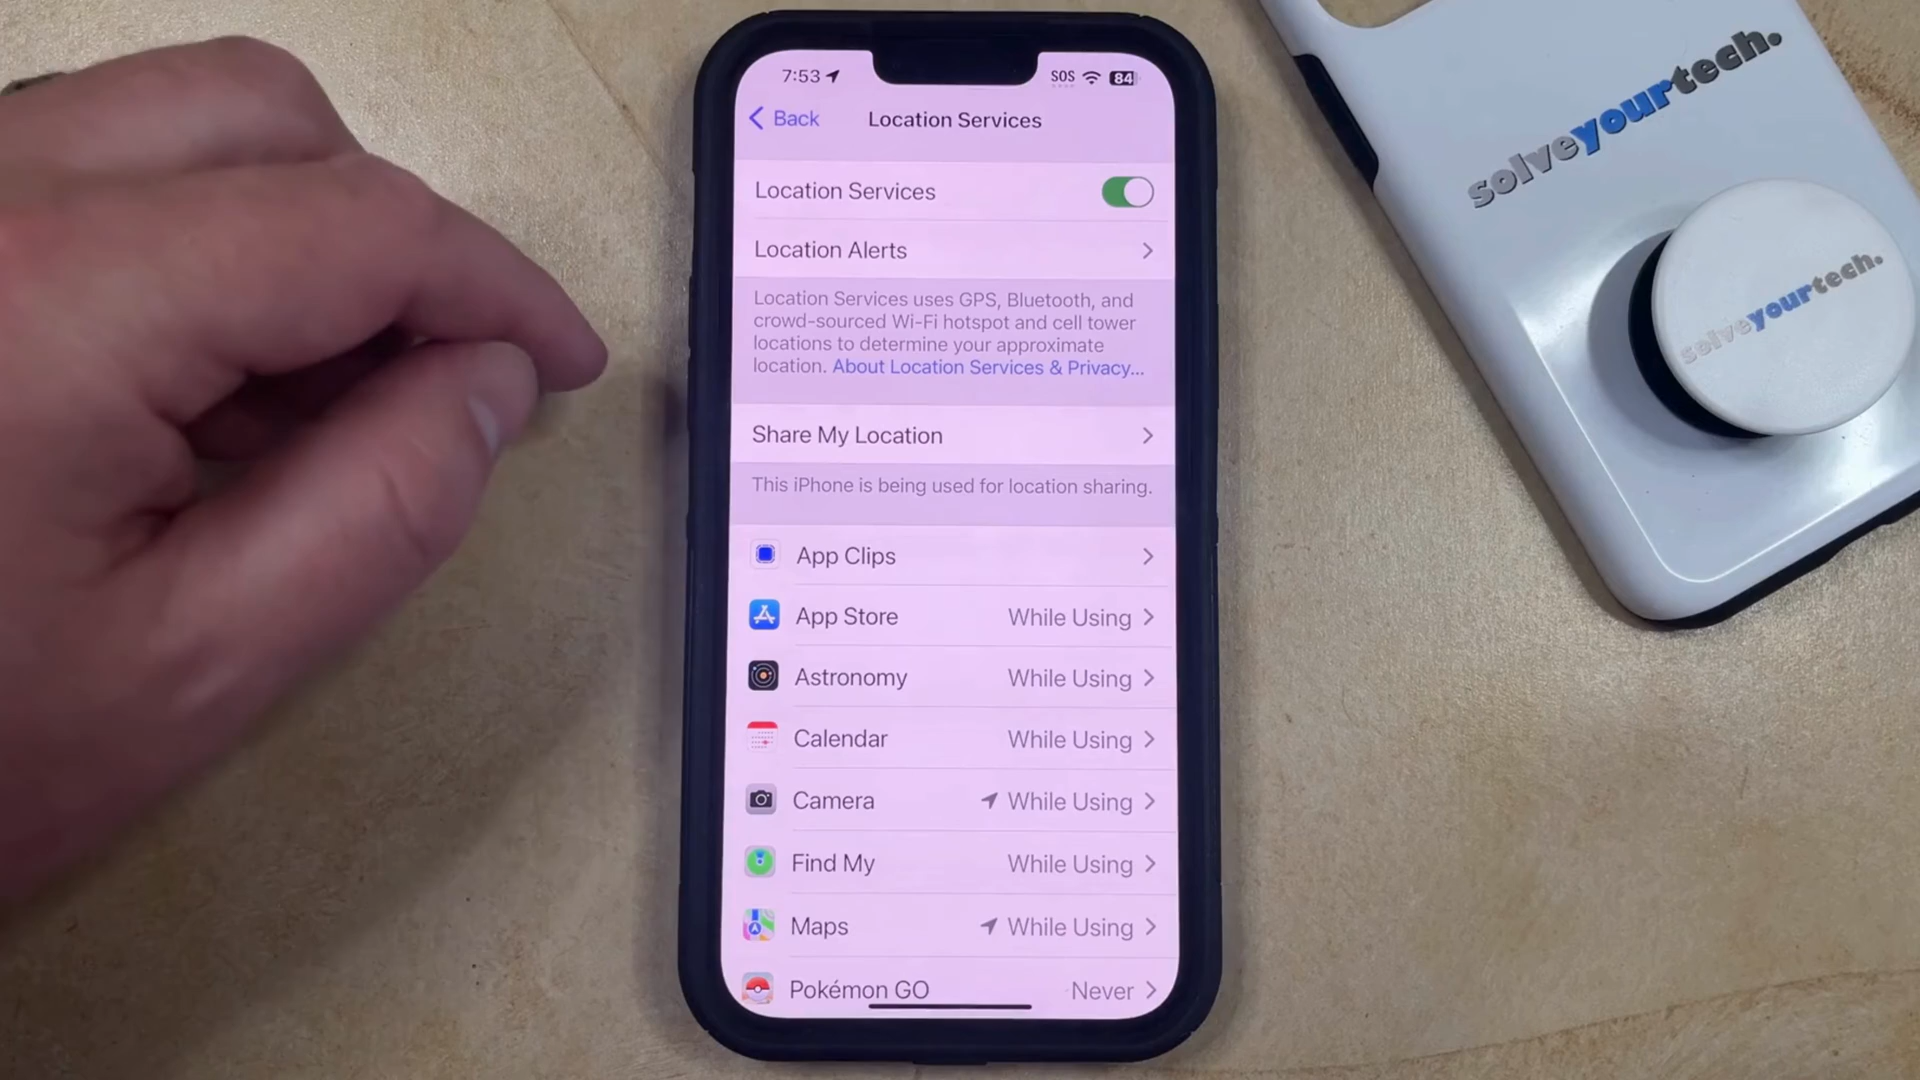 7:53
SOS
84
Back
Location Services
Location Services
Location Alerts
Location Services uses GPS, Bluetooth, and
crowd-sourced Wi-Fi hotspot and cell tower
locations to determine your approximate
location. About Location Services & Privacy...
Share My Location
This iPhone is being used for location sharing.
App Clips
App Store While Using
Astronomy While Using
Calendar While Using
Camera While Using
Find My While Using
Maps While Using
Pokémon GO Never
solveyourtech.
solveyourtech.